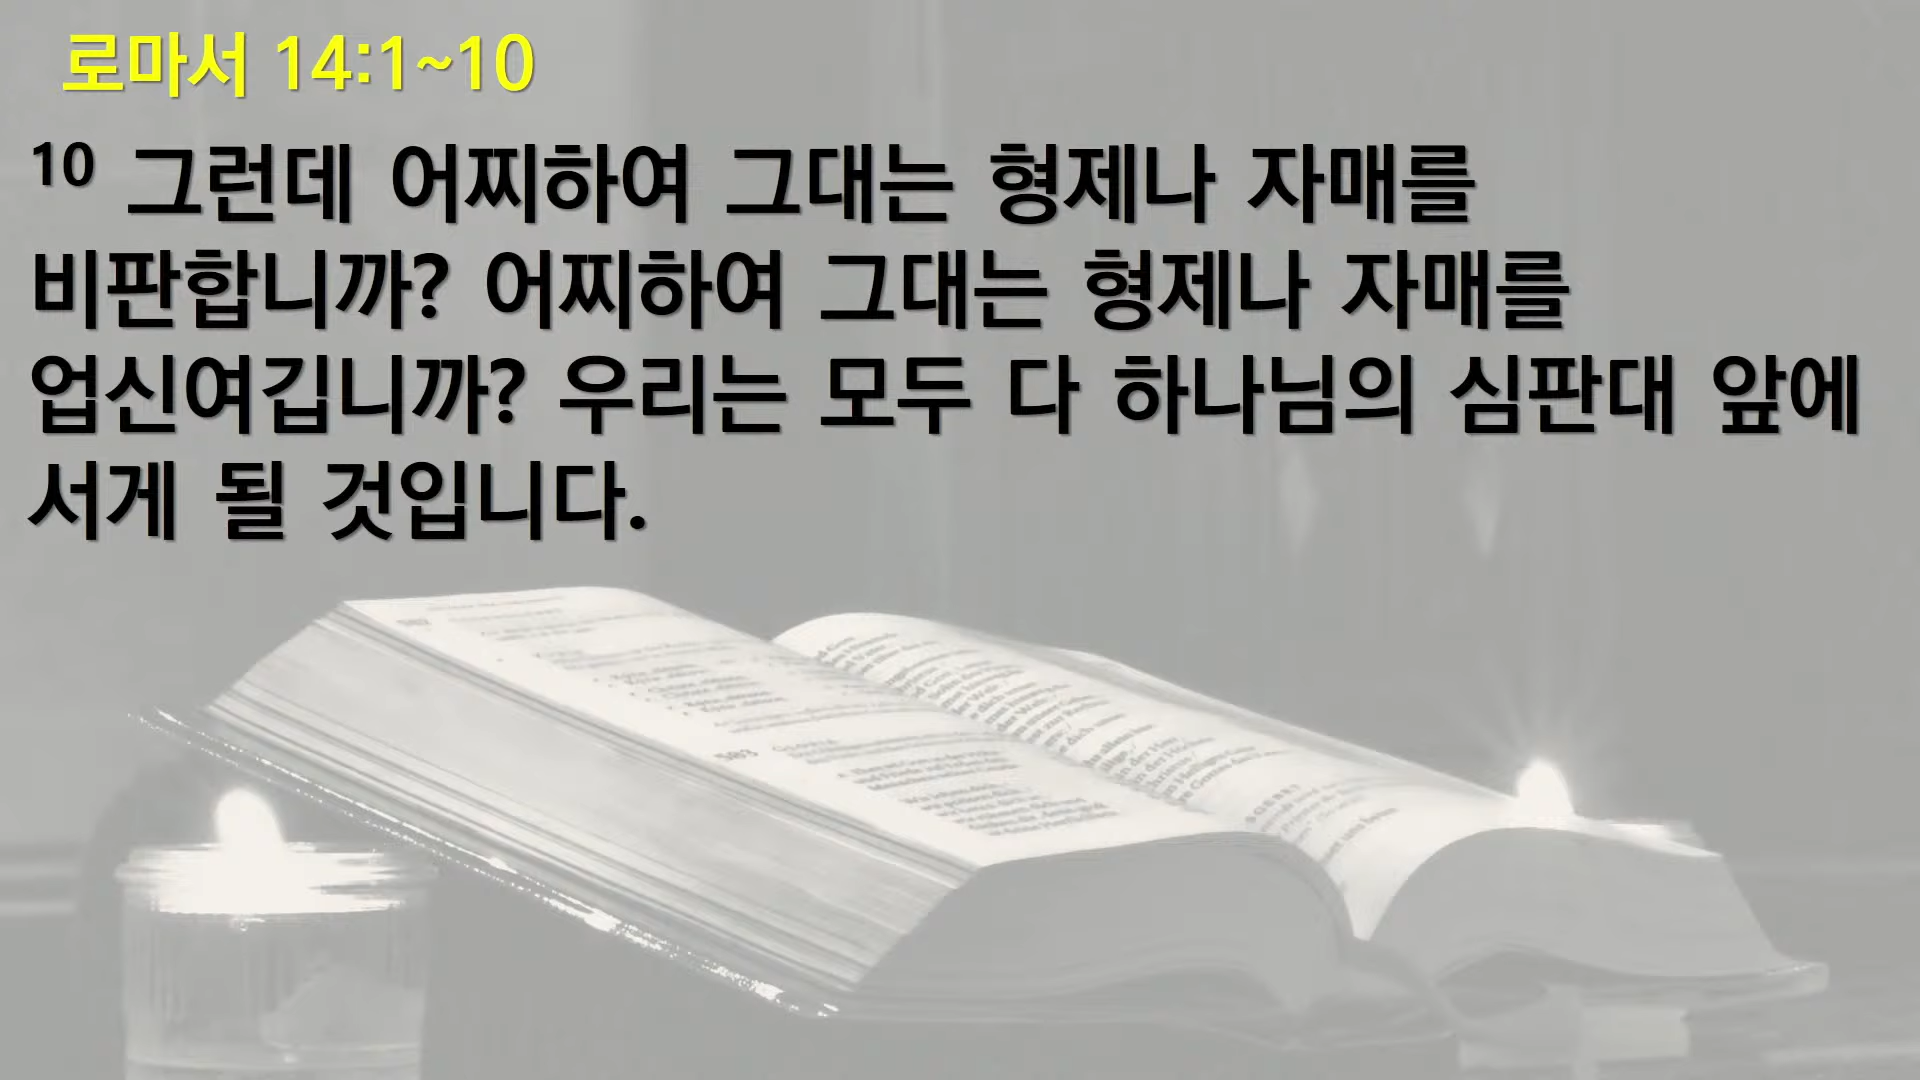 로마서 14:1~10
10 그런데 어찌하여 그대는 형제나 자매를
비판합니까? 어찌하여 그대는 형제나 자매를
업신여깁니까? 우리는 모두 다 하나님의 심판대 앞에
서게 될 것입니다.